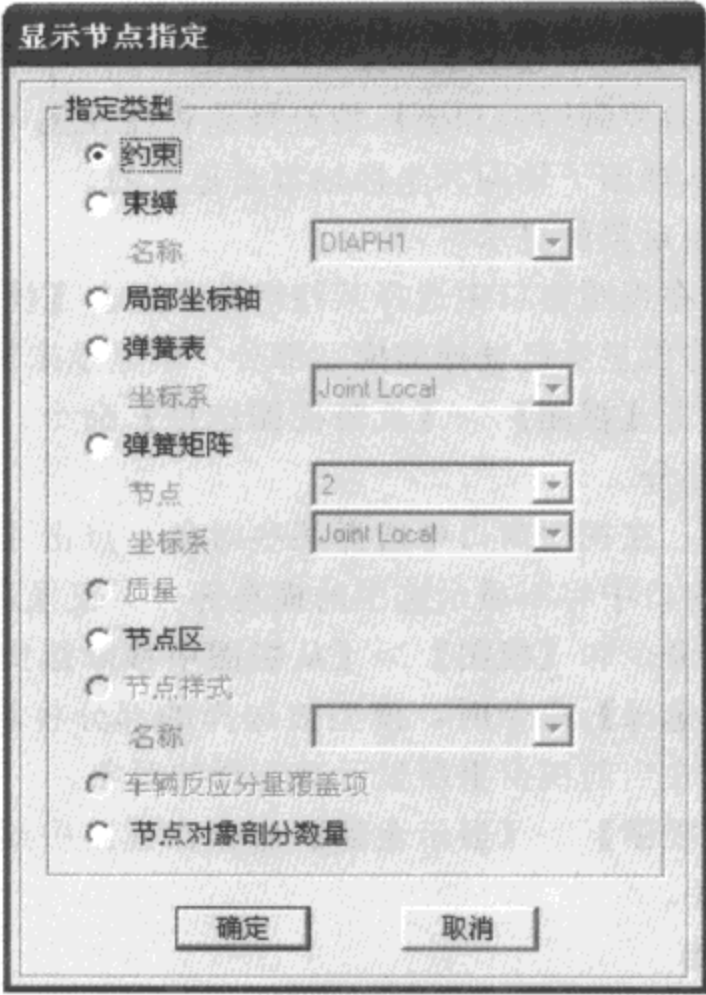 显示节点指定
指定类型
约束
束缚
名称 DIAPH1
局部坐标轴
弹簧表
坐标系 Joint Local
弹簧矩阵
节点 2
坐标系 Joint Local
质量
节点区
节点样式
名称
车辆反应分量覆盖项
节点对象剖分数量
确定 取消